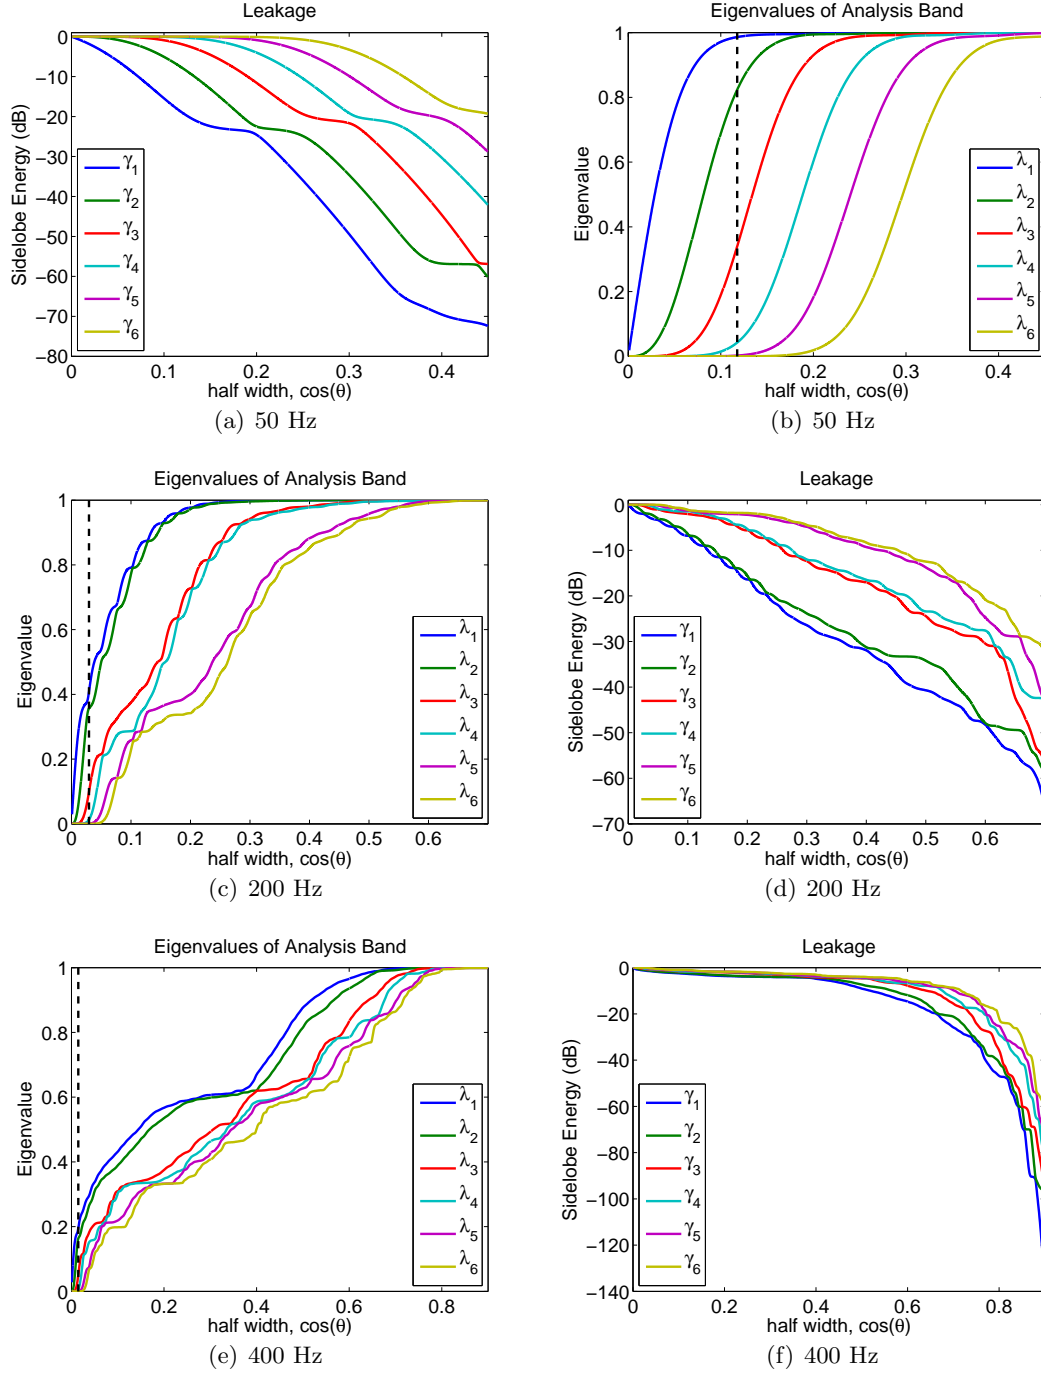 Leakage
Sidelobe Energy (dB)
0
−10
−20
−30
−40
−50
−60
−70
−80
γ1
γ2
γ3
γ4
γ5
γ6
0 0.1 0.2 0.3 0.4
half width, cos(θ)
(a) 50 Hz
Eigenvalues of Analysis Band
Eigenvalue
1
0.8
0.6
0.4
0.2
0
λ1
λ2
λ3
λ4
λ5
λ6
0 0.1 0.2 0.3 0.4
half width, cos(θ)
(b) 50 Hz
Eigenvalues of Analysis Band
Eigenvalue
1
0.8
0.6
0.4
0.2
0
λ1
λ2
λ3
λ4
λ5
λ6
0 0.1 0.2 0.3 0.4 0.5 0.6
half width, cos(θ)
(c) 200 Hz
Leakage
Sidelobe Energy (dB)
0
−10
−20
−30
−40
−50
−60
−70
γ1
γ2
γ3
γ4
γ5
γ6
0 0.1 0.2 0.3 0.4 0.5 0.6
half width, cos(θ)
(d) 200 Hz
Eigenvalues of Analysis Band
Eigenvalue
1
0.8
0.6
0.4
0.2
0
λ1
λ2
λ3
λ4
λ5
λ6
0 0.2 0.4 0.6 0.8
half width, cos(θ)
(e) 400 Hz
Leakage
Sidelobe Energy (dB)
0
−20
−40
−60
−80
−100
−120
−140
γ1
γ2
γ3
γ4
γ5
γ6
0 0.2 0.4 0.6 0.8
half width, cos(θ)
(f) 400 Hz